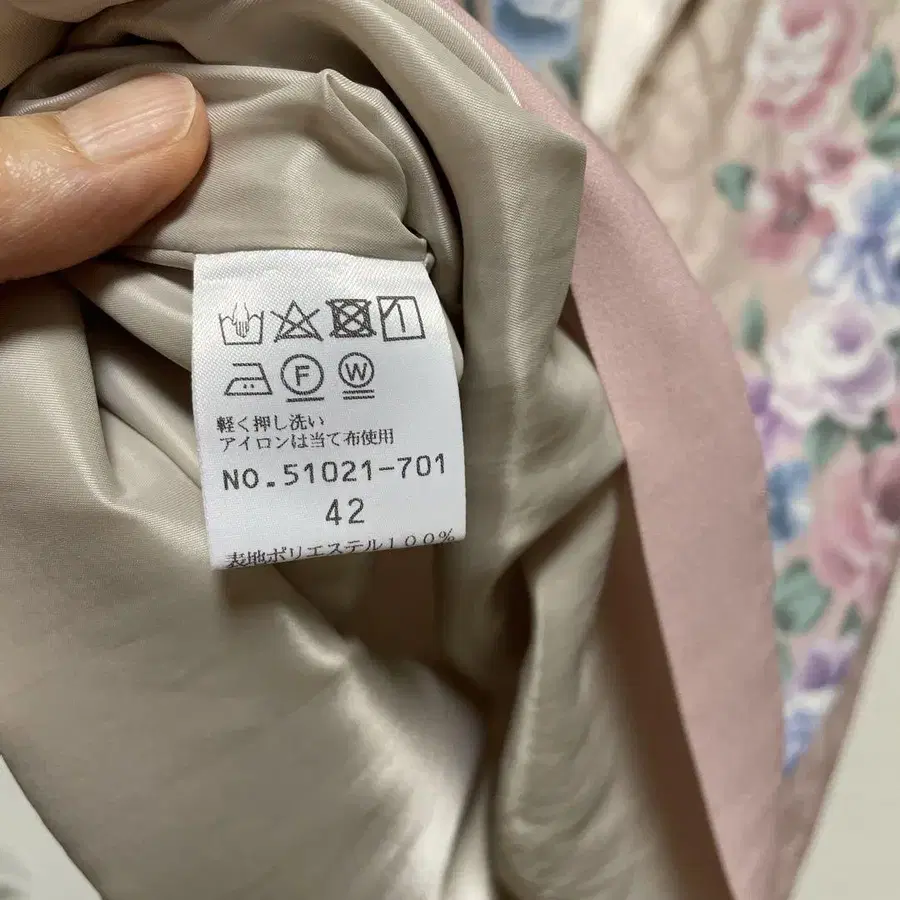 F W
軽く押し洗い
アイロンは当て布使用
NO.51021-701
42
表地ポリエステル100%